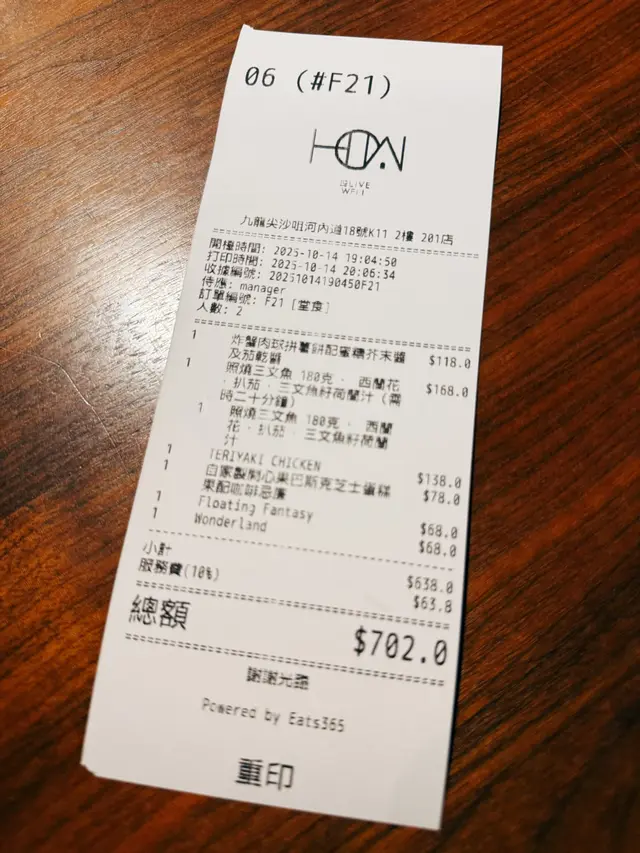 06 (#F21)
九龍尖沙咀河內道18號K11 2樓 201店
開檯時間: 2025-10-14 19:04:50
打印時間: 2025-10-14 20:06:34
收據編號: 20251014190450F21
侍應: manager
訂單編號: F21 [堂食]
人數: 2
1 炸蟹肉球拼薯餅配蜜糖芥末醬 $118.0
及茄乾醬
1 照燒三文魚 180克 , 西蘭花 $168.0
, 扒茄, 三文魚籽荷蘭汁 (需
時二十分鐘)
1 照燒三文魚 180克 , 西蘭
花, 扒茄, 三文魚籽荷蘭
汁
1 TERIYAKI CHICKEN $138.0
1 自家製開心果巴斯克芝士蛋糕 $78.0
果配咖啡忌廉
1 Floating Fantasy $68.0
1 Wonderland $68.0
小計 $638.0
服務費(10%) $63.8
總額 $702.0
謝謝光臨
Powered by Eats365
重印